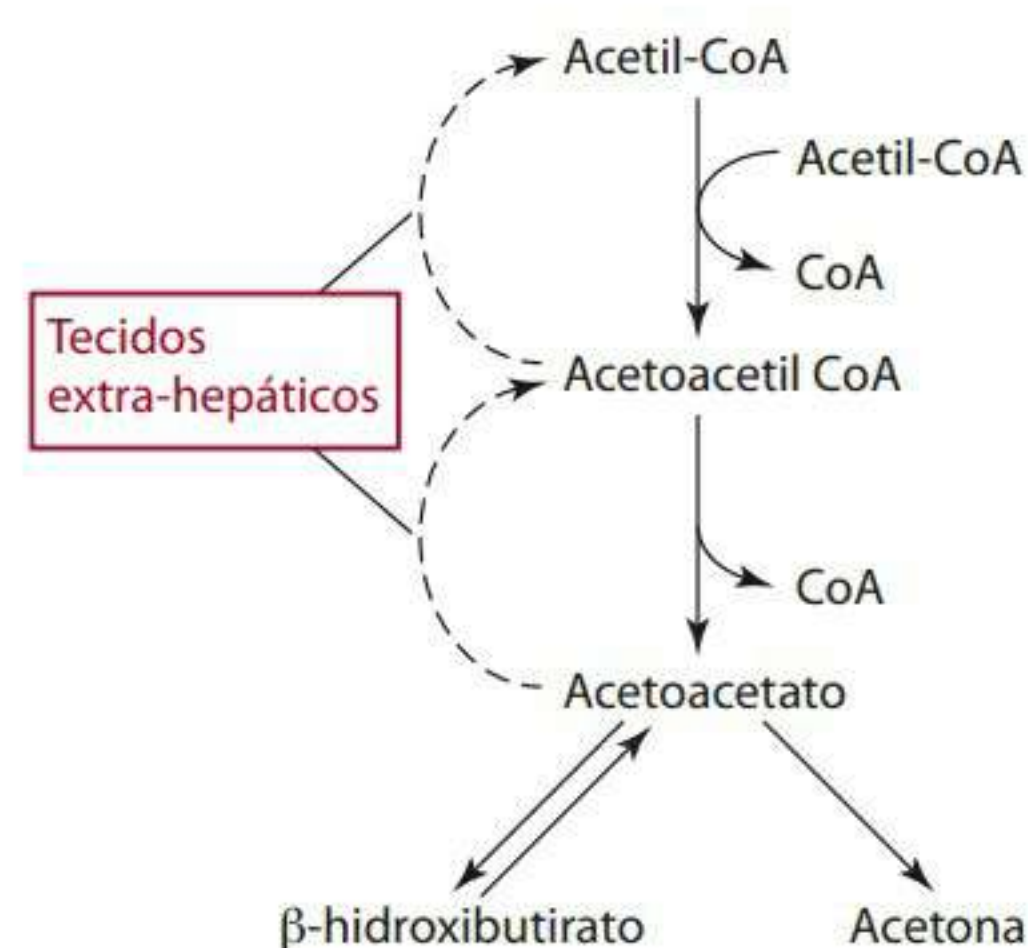 Acetil-CoA
Acetil-CoA
CoA
Tecidos
extra-hepáticos
Acetoacetil CoA
CoA
Acetoacetato
β-hidroxibutirato
Acetona